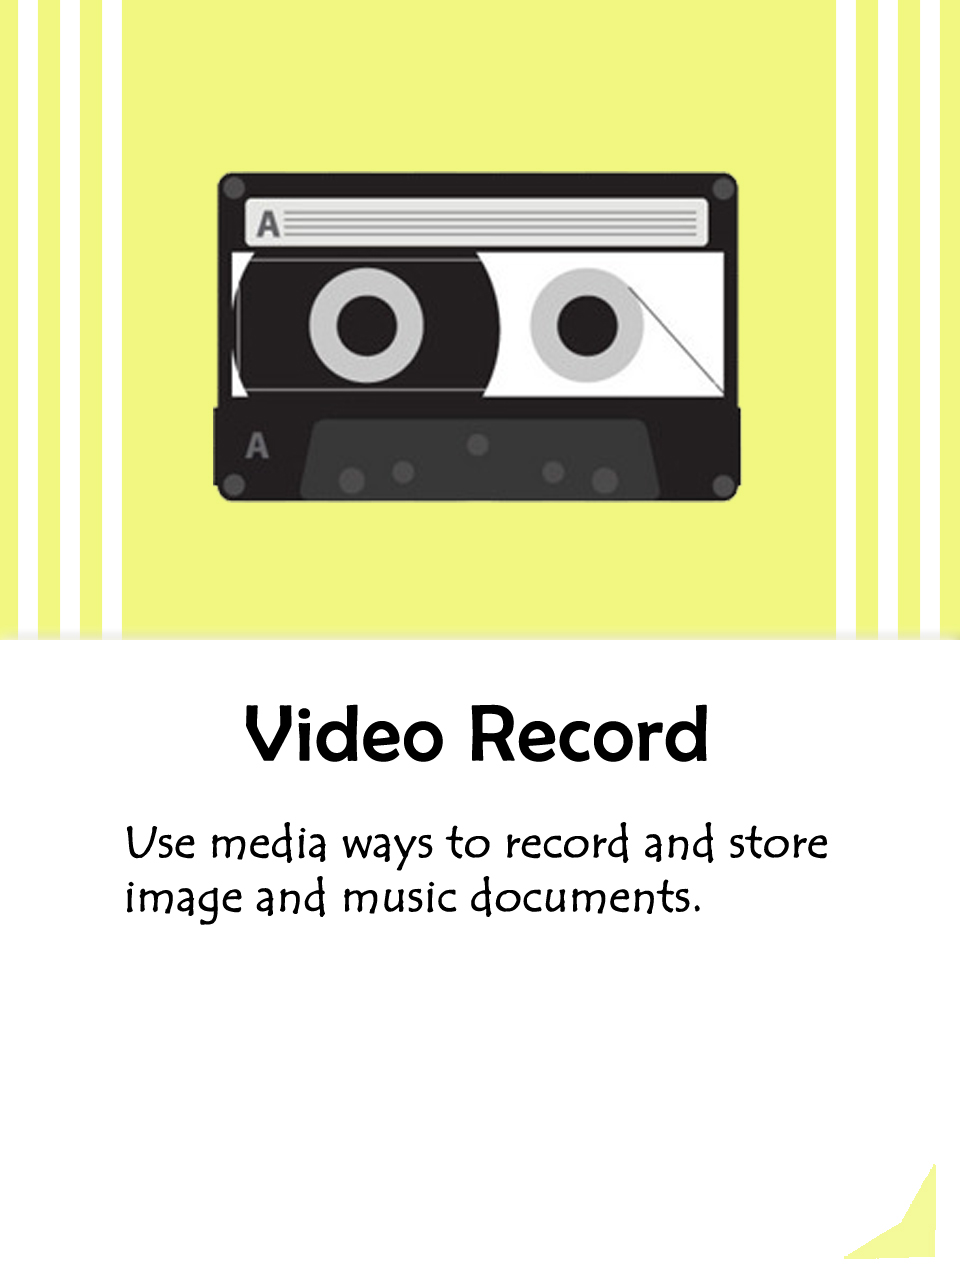 A
A
Video Record
Use media ways to record and store
image and music documents.